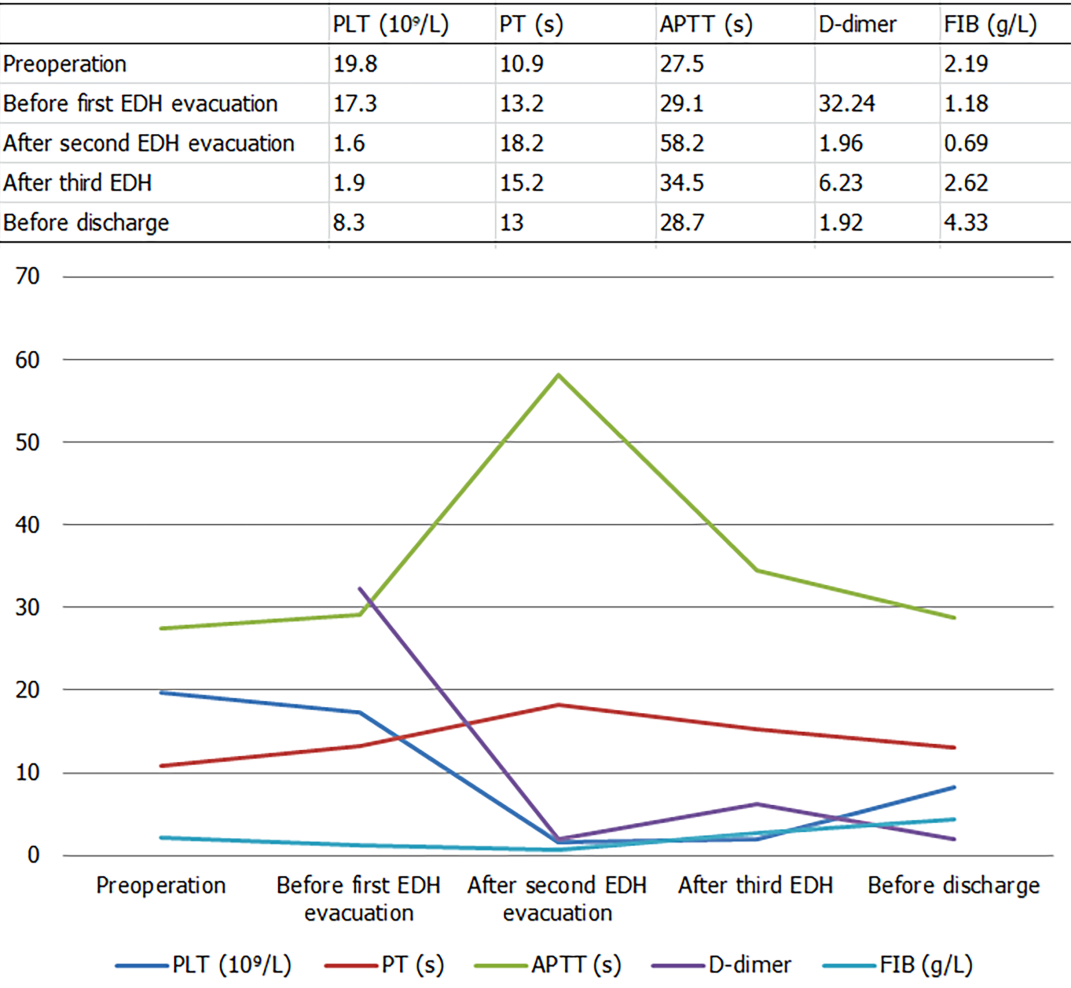 PLT (10⁹/L) PT (s) APTT (s) D-dimer FIB (g/L)
Preoperation 19.8 10.9 27.5 2.19
Before first EDH evacuation 17.3 13.2 29.1 32.24 1.18
After second EDH evacuation 1.6 18.2 58.2 1.96 0.69
After third EDH 1.9 15.2 34.5 6.23 2.62
Before discharge 8.3 13 28.7 1.92 4.33
70
60
50
40
30
20
10
0
Preoperation Before first EDH After second EDH After third EDH Before discharge
evacuation evacuation
PLT (10⁹/L) PT (s) APTT (s) D-dimer FIB (g/L)